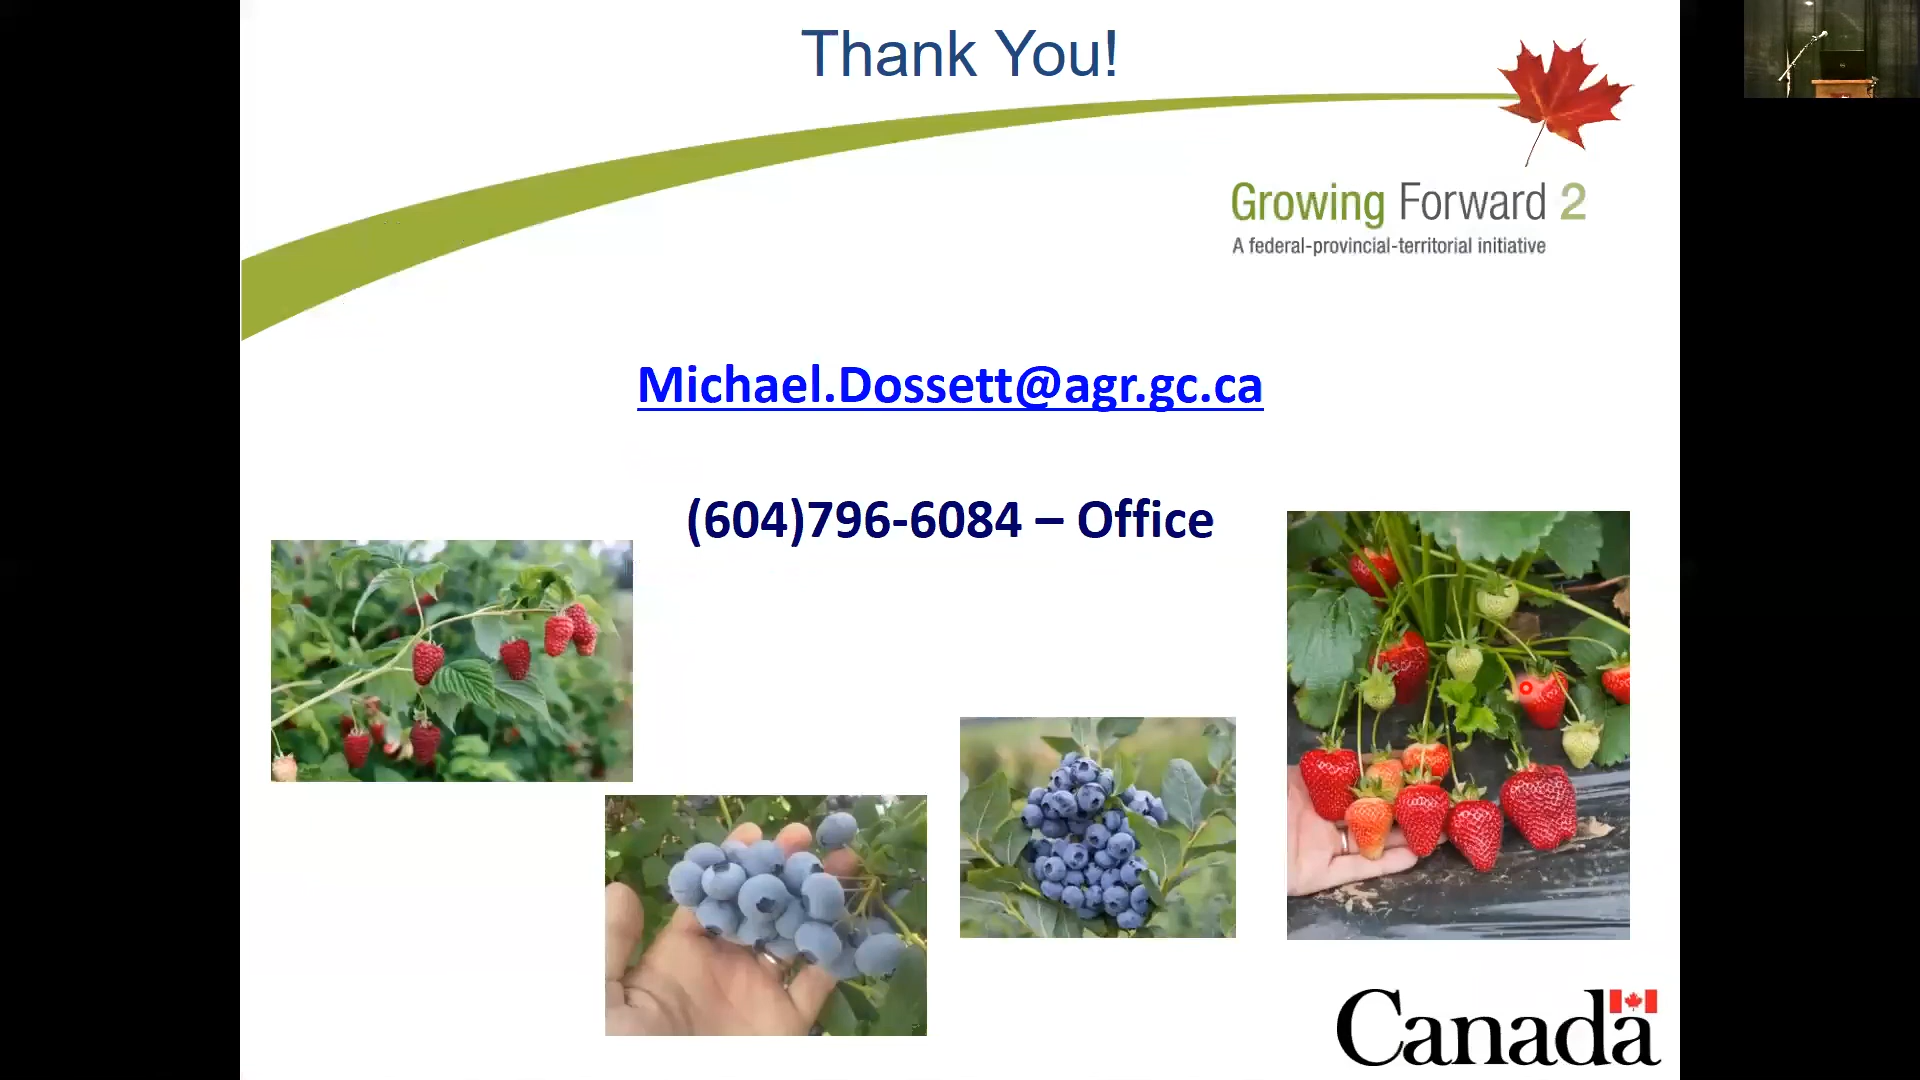 Thank You!
Growing Forward 2
A federal-provincial-territorial initiative
Michael.Dossett@agr.gc.ca
(604)796-6084 – Office
Canada